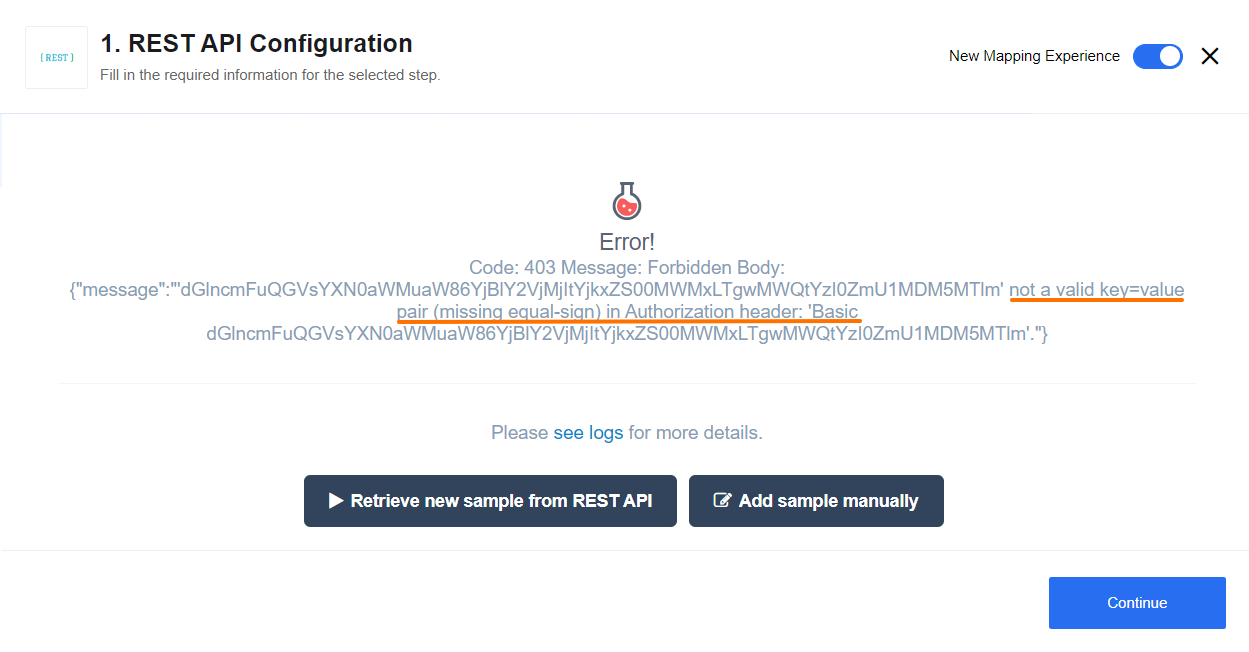 { REST }
1. REST API Configuration
Fill in the required information for the selected step.
New Mapping Experience
Error!
Code: 403 Message: Forbidden Body:
{"message":"'dGlncmFuQGVsYXN0aWMuaW86YjBlY2VjMjItYjkxZS00MWMxLTgwMWQtYzI0ZmU1MDM5MTlm' not a valid key=value
pair (missing equal-sign) in Authorization header: 'Basic
dGlncmFuQGVsYXN0aWMuaW86YjBlY2VjMjItYjkxZS00MWMxLTgwMWQtYzI0ZmU1MDM5MTlm'."}
Please see logs for more details.
Retrieve new sample from REST API
Add sample manually
Continue